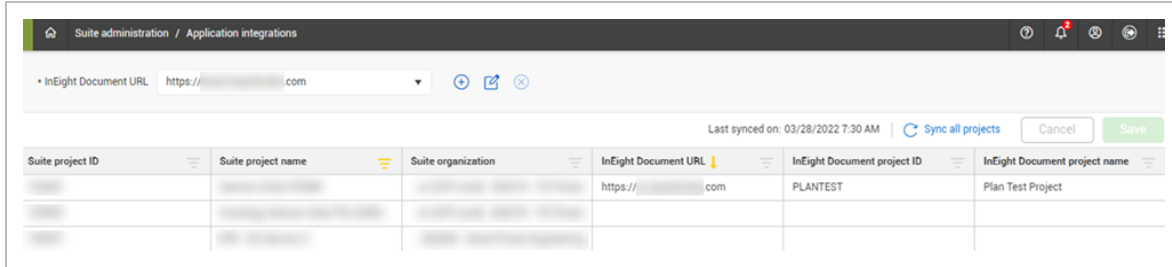 Suite administration / Application integrations 2
• InEight Document URL https:// .com
Last synced on: 03/28/2022 7:30 AM Sync all projects Cancel Save
Suite project ID Suite project name Suite organization InEight Document URL InEight Document project ID InEight Document project name
https:// .com PLANTEST Plan Test Project